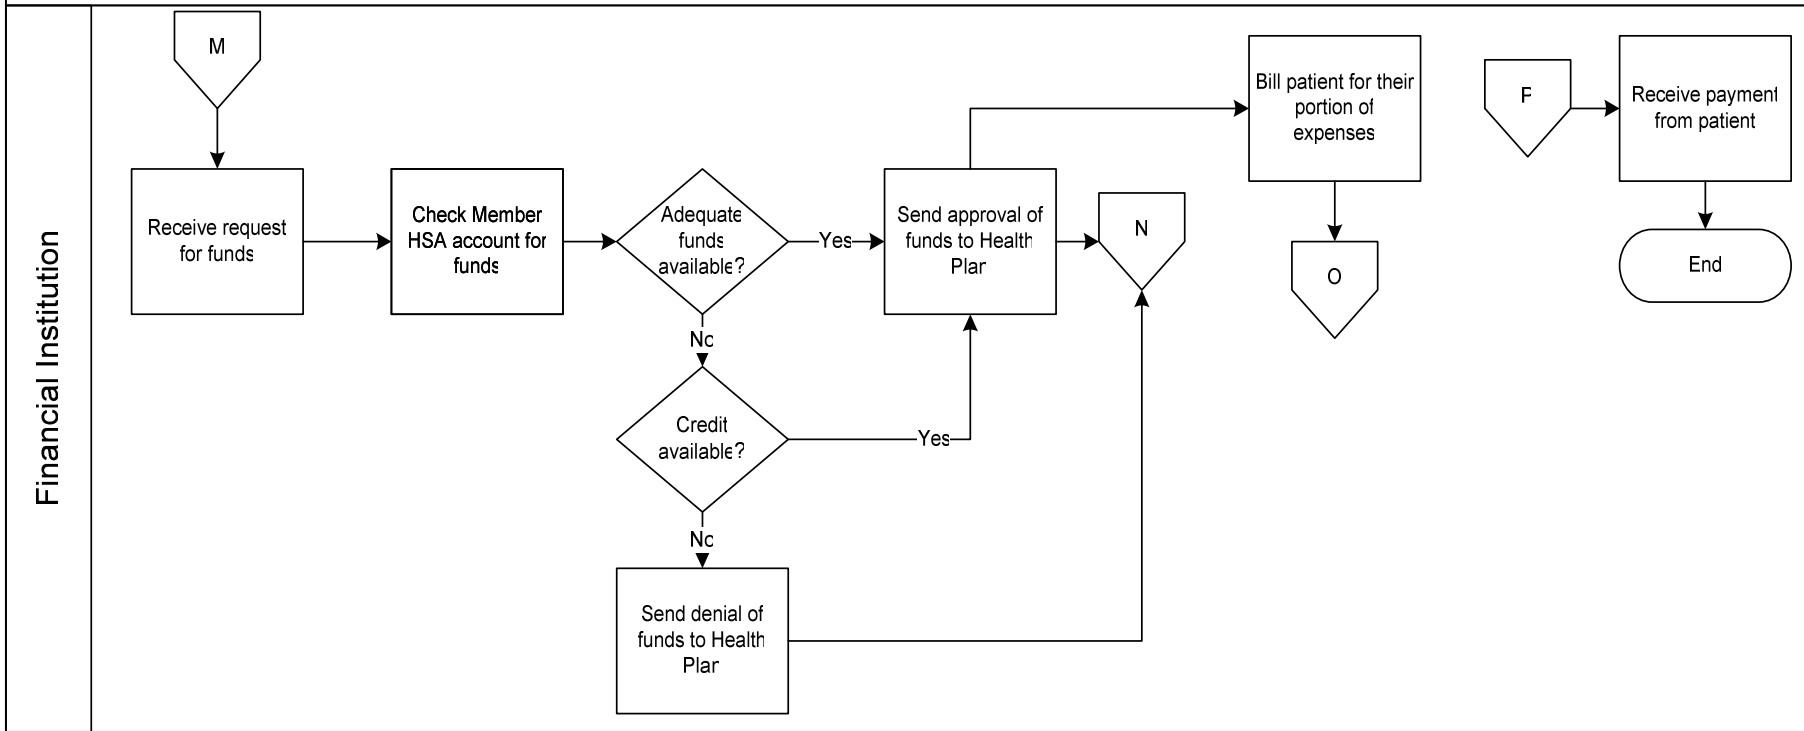 Financial Institution
M
Receive request
for funds
Check Member
HSA account for
funds
Adequate
funds
available?
Yes
No
Credit
available?
Yes
No
Send denial of
funds to Health
Plan
Send approval of
funds to Health
Plan
N
Bill patient for their
portion of
expenses
O
P
Receive payment
from patient
End